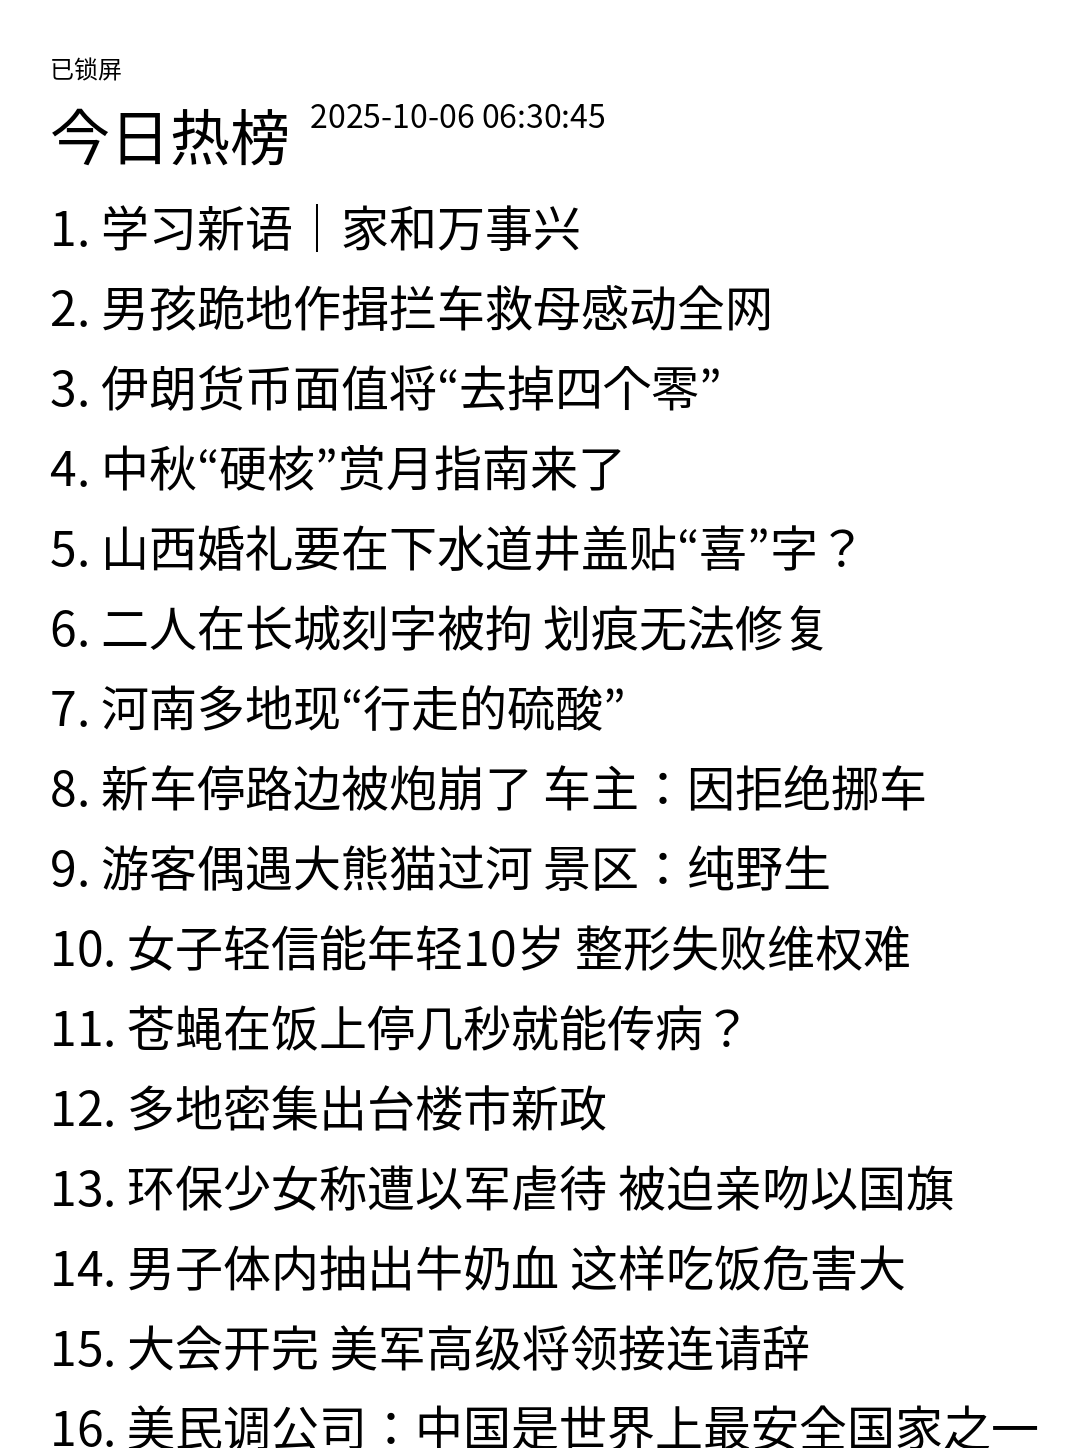 已锁屏
今日热榜 2025-10-06 06:30:45
1. 学习新语｜家和万事兴
2. 男孩跪地作揖拦车救母感动全网
3. 伊朗货币面值将“去掉四个零”
4. 中秋“硬核”赏月指南来了
5. 山西婚礼要在下水道井盖贴“喜”字？
6. 二人在长城刻字被拘 划痕无法修复
7. 河南多地现“行走的硫酸”
8. 新车停路边被炮崩了 车主：因拒绝挪车
9. 游客偶遇大熊猫过河 景区：纯野生
10. 女子轻信能年轻10岁 整形失败维权难
11. 苍蝇在饭上停几秒就能传病？
12. 多地密集出台楼市新政
13. 环保少女称遭以军虐待 被迫亲吻以国旗
14. 男子体内抽出牛奶血 这样吃饭危害大
15. 大会开完 美军高级将领接连请辞
16. 美民调公司：中国是世界上最安全国家之一